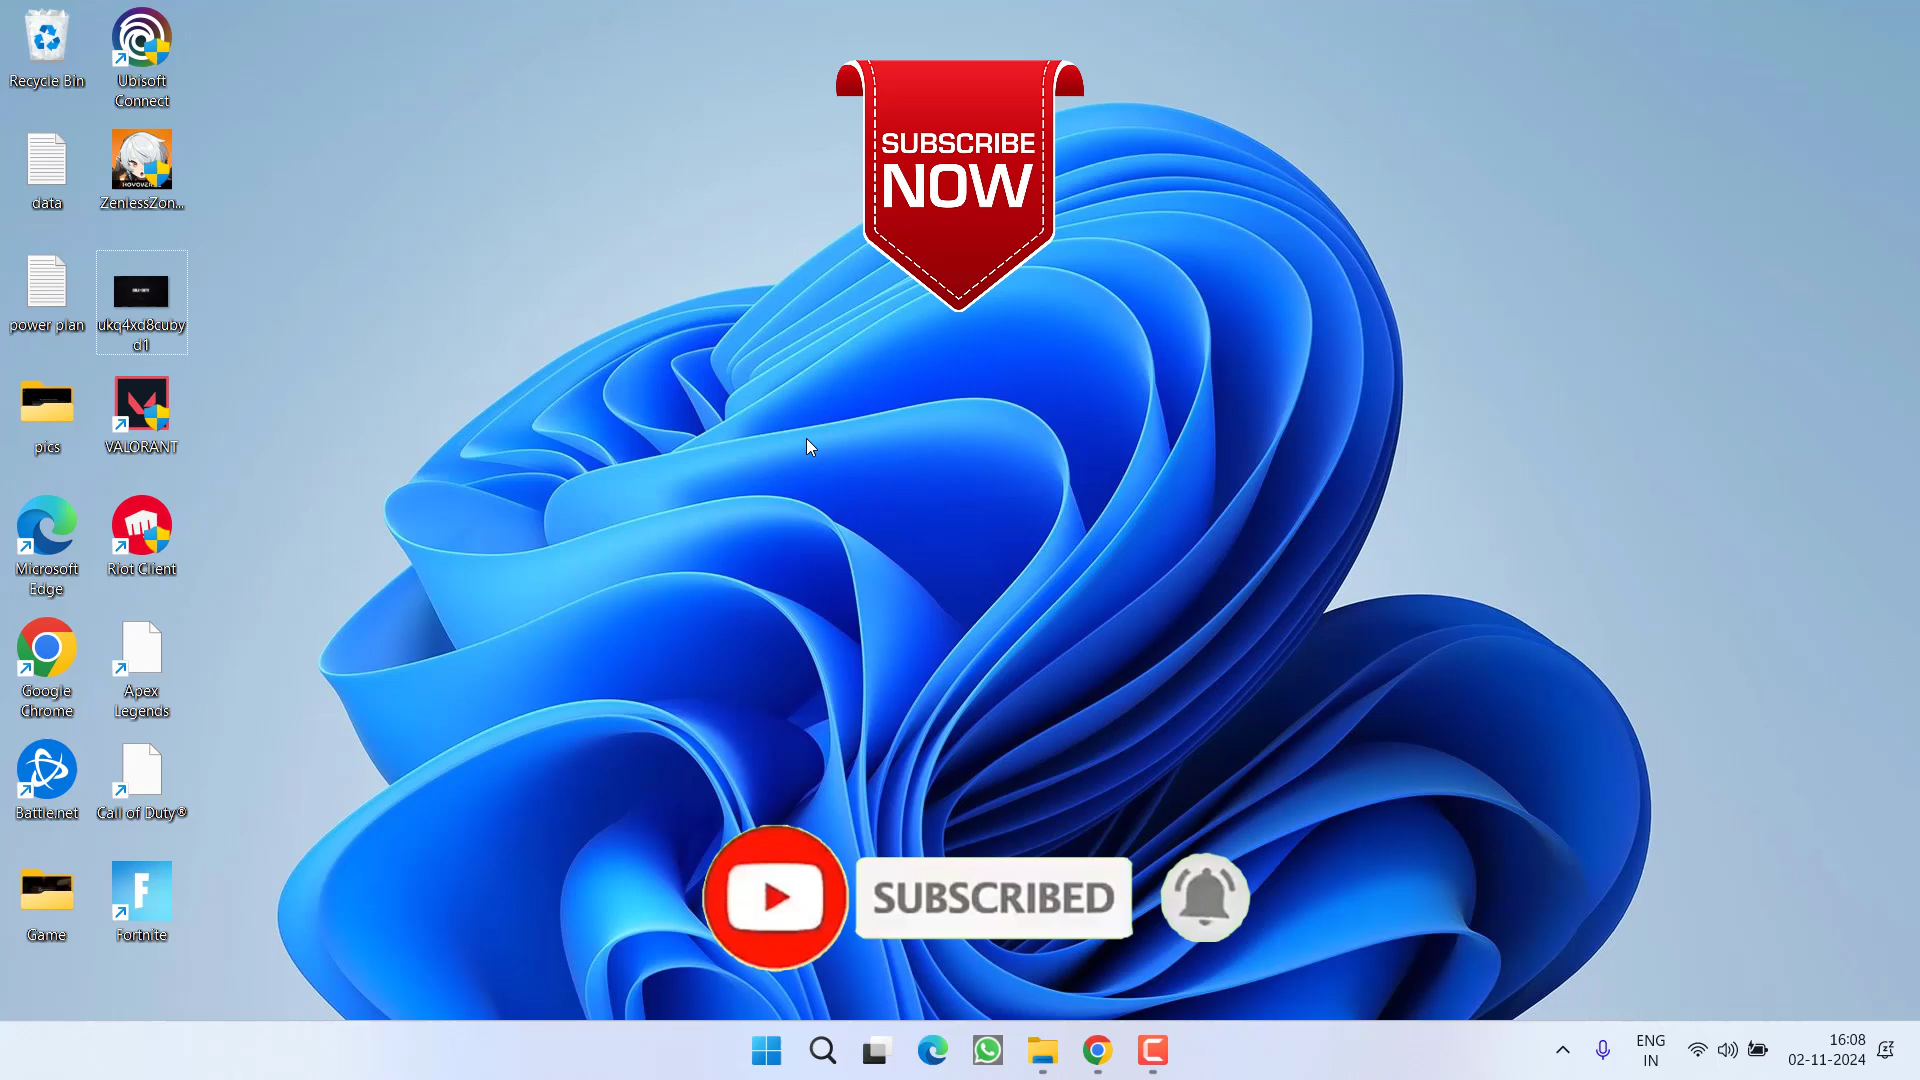 Recycle Bin
Ubisoft
Connect
data
ZenlessZon...
power plan
ukq4xd8cuby
d1
pics
VALORANT
Microsoft
Edge
Riot Client
Google
Chrome
Apex
Legends
Battle.net
Call of Duty®
Game
Fortnite
SUBSCRIBE
NOW
SUBSCRIBED
ENG
IN
16:08
02-11-2024